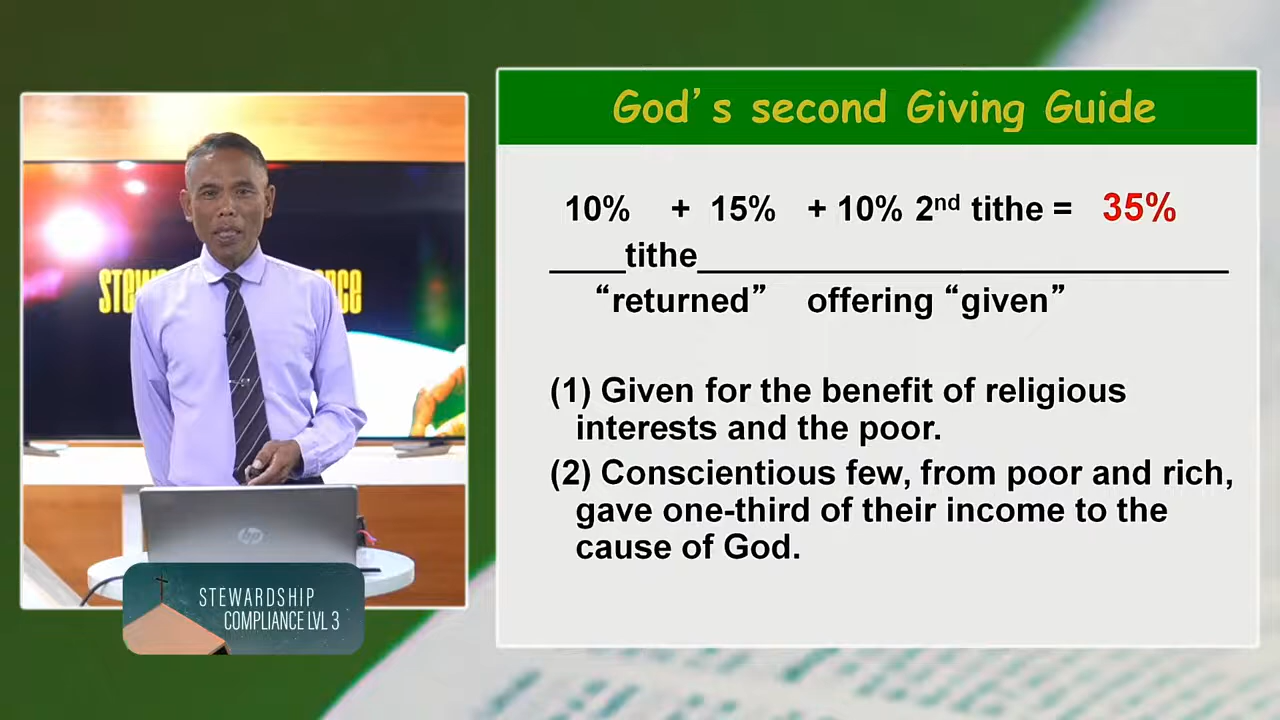 God's second Giving Guide
10% + 15% + 10% 2nd tithe = 35%
____tithe____________________________
"returned" offering "given"
(1) Given for the benefit of religious
interests and the poor.
(2) Conscientious few, from poor and rich,
gave one-third of their income to the
cause of God.
hp
STEWARDSHIP
COMPLIANCE LVL 3